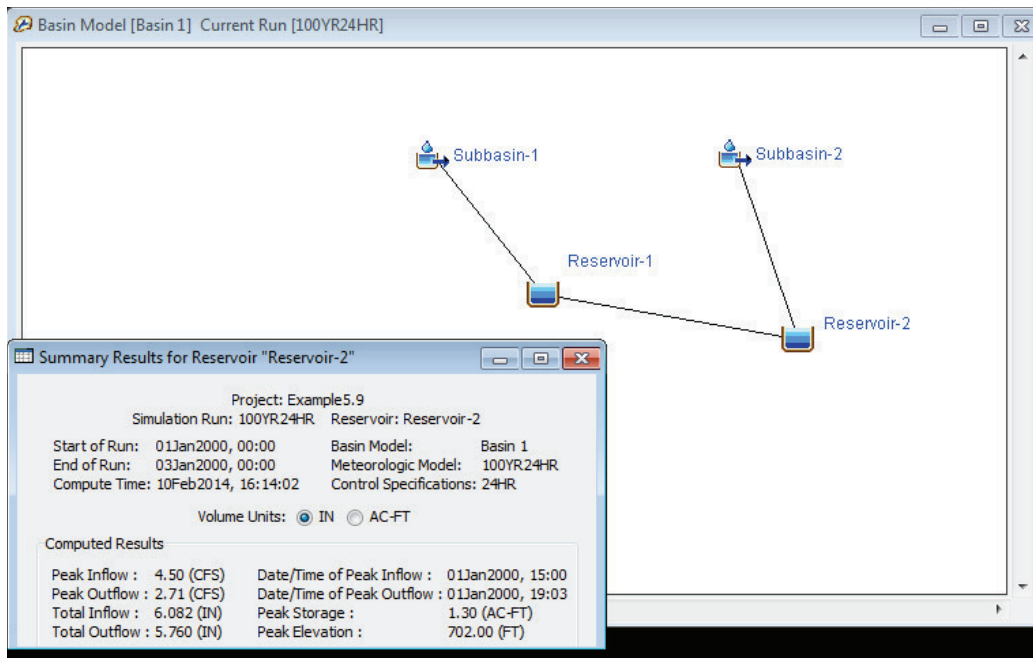 Basin Model [Basin 1] Current Run [100YR24HR]
Subbasin-1
Subbasin-2
Reservoir-1
Reservoir-2
Summary Results for Reservoir "Reservoir-2"
Project: Example5.9
Simulation Run: 100YR24HR Reservoir: Reservoir-2
Start of Run: 01Jan2000, 00:00 Basin Model: Basin 1
End of Run: 03Jan2000, 00:00 Meteorologic Model: 100YR24HR
Compute Time: 10Feb2014, 16:14:02 Control Specifications: 24HR
Volume Units: IN AC-FT
Computed Results
Peak Inflow : 4.50 (CFS) Date/Time of Peak Inflow : 01Jan2000, 15:00
Peak Outflow : 2.71 (CFS) Date/Time of Peak Outflow : 01Jan2000, 19:03
Total Inflow : 6.082 (IN) Peak Storage : 1.30 (AC-FT)
Total Outflow : 5.760 (IN) Peak Elevation : 702.00 (FT)